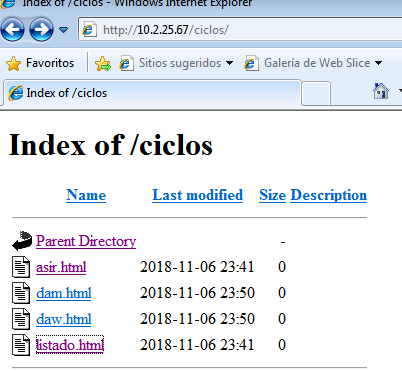 Index of /ciclos - Windows Internet Explorer
http://10.2.25.67/ciclos/
Favoritos Sitios sugeridos Galería de Web Slice
Index of /ciclos
Index of /ciclos
Name Last modified Size Description
Parent Directory -
asir.html 2018-11-06 23:41 0
dam.html 2018-11-06 23:50 0
daw.html 2018-11-06 23:50 0
listado.html 2018-11-06 23:41 0